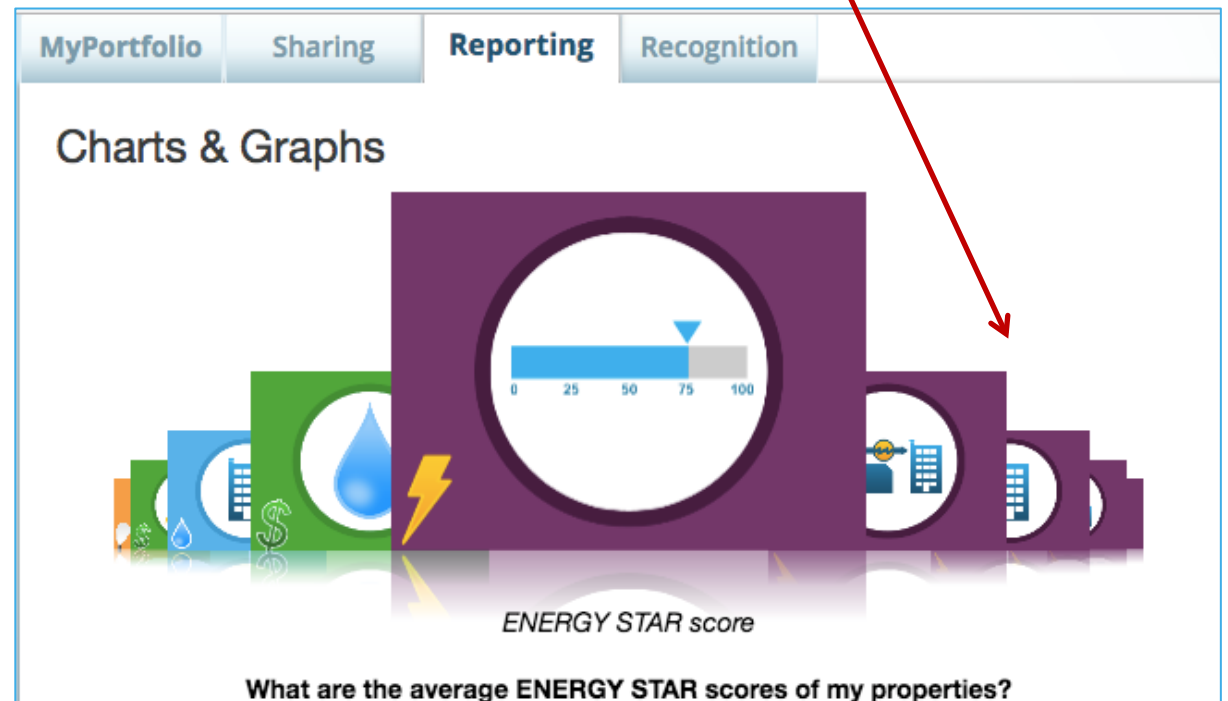 MyPortfolio Sharing Reporting Recognition
Charts & Graphs
0 25 50 75 100
$ $
ENERGY STAR score
What are the average ENERGY STAR scores of my properties?